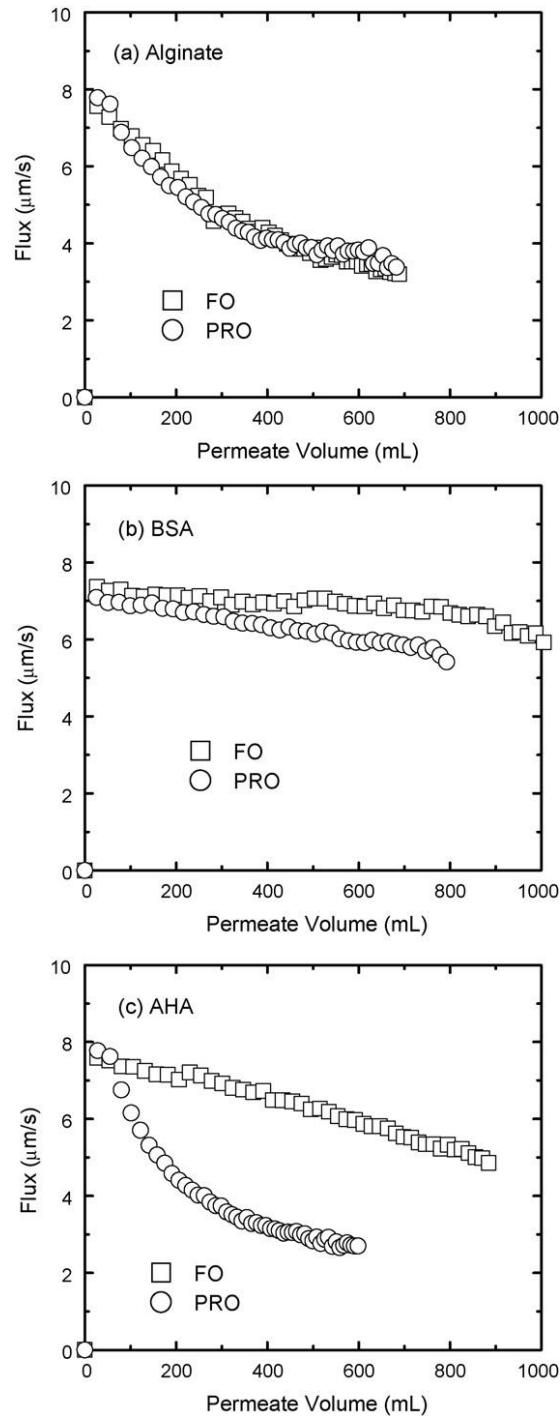 10
(a) Alginate
8
6
Flux (μm/s)
4
FO
2
PRO
0
0 200 400 600 800 1000
Permeate Volume (mL)
10
(b) BSA
8
6
Flux (μm/s)
4
FO
2
PRO
0
0 200 400 600 800 1000
Permeate Volume (mL)
10
(c) AHA
8
6
Flux (μm/s)
4
2
FO
PRO
0
0 200 400 600 800 1000
Permeate Volume (mL)